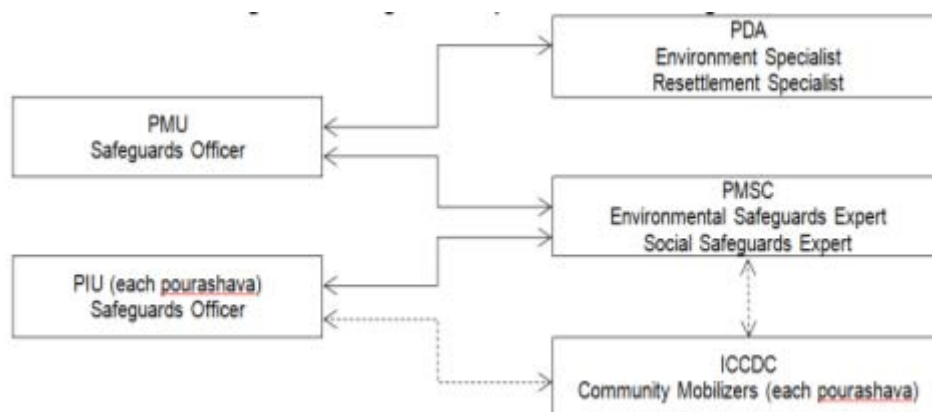 PDA
Environment Specialist
Resettlement Specialist
PMU
Safeguards Officer
PMSC
Environmental Safeguards Expert
Social Safeguards Expert
PIU (each pourashava)
Safeguards Officer
ICCDC
Community Mobilizers (each pourashava)